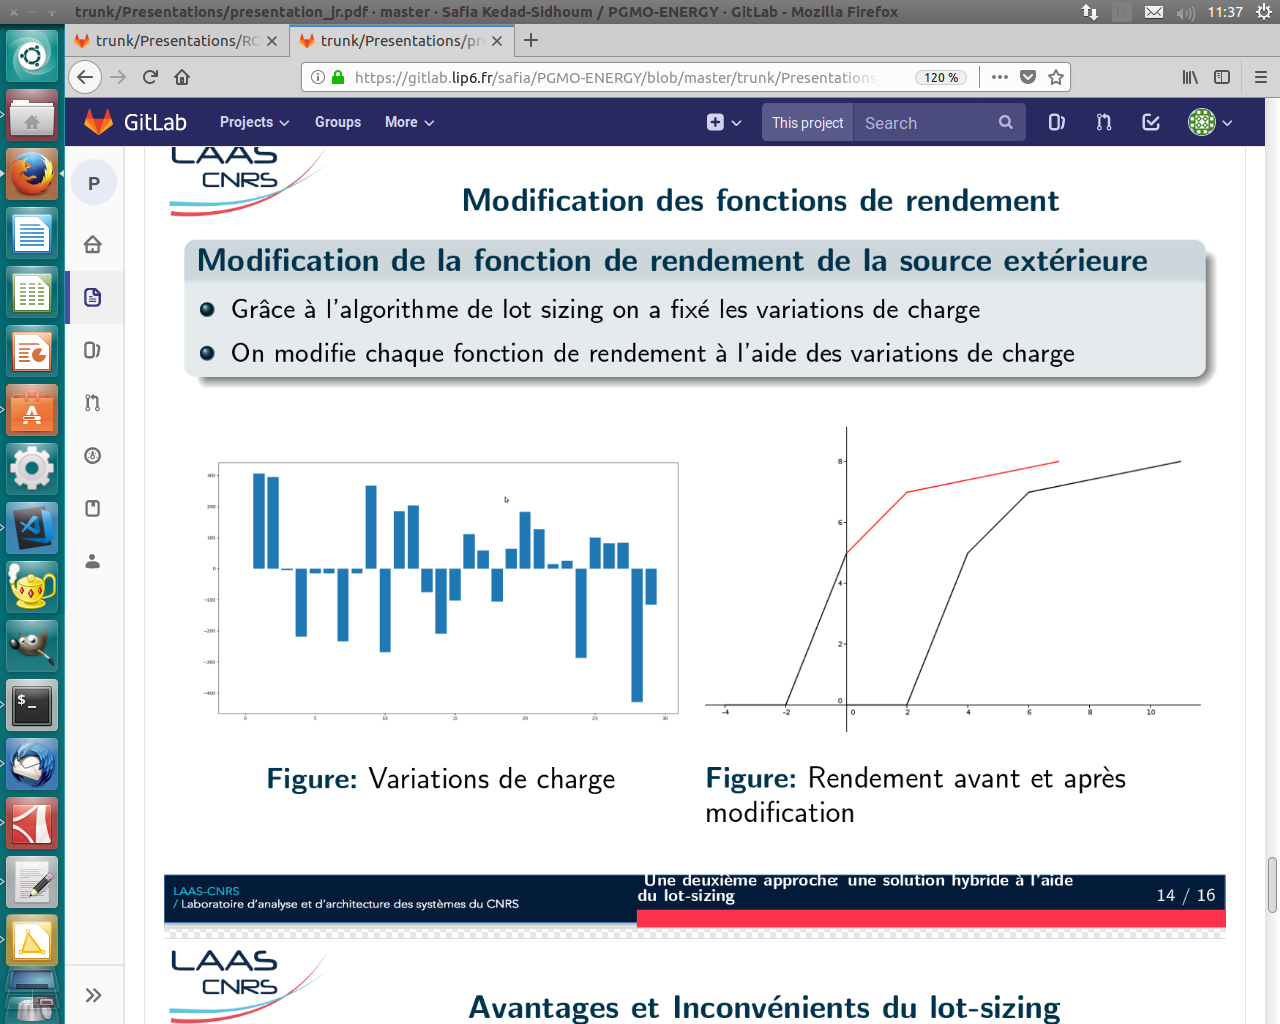 trunk/Presentations/presentation_jr.pdf · master · Safia Kedad-Sidhoum / PGMO-ENERGY · GitLab - Mozilla Firefox
Fr
11:37
trunk/Presentations/RC
trunk/Presentations/pr
https://gitlab.lip6.fr/safia/PGMO-ENERGY/blob/master/trunk/Presentations
120 %
GitLab
Projects
Groups
More
This project
Search
P
LAAS
CNRS
Modification des fonctions de rendement
Modification de la fonction de rendement de la source extérieure
Grâce à l'algorithme de lot sizing on a fixé les variations de charge
On modifie chaque fonction de rendement à l'aide des variations de charge
300
200
100
0
-100
-200
-300
-400
0 5 10 15 20 25 30
8
6
4
2
0
-4 -2 0 2 4 6 8 10
Figure: Variations de charge
Figure: Rendement avant et après
modification
LAAS-CNRS
/ Laboratoire d'analyse et d'architecture des systèmes du CNRS
Une deuxième approche: une solution hybride à l'aide
du lot-sizing
14 / 16
LAAS
CNRS
Avantages et Inconvénients du lot-sizing